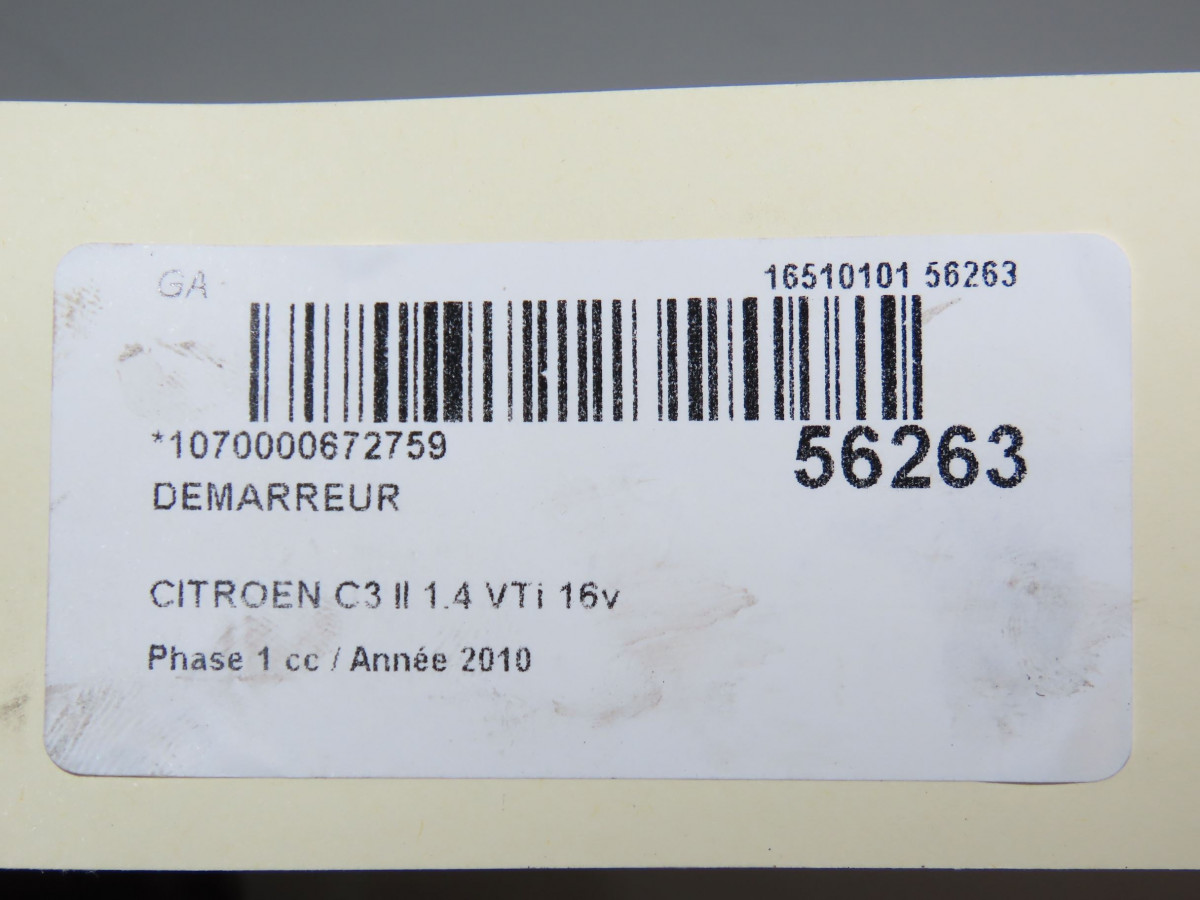 GA
16510101 56263
*1070000672759
56263
DEMARREUR
CITROEN C3 II 1.4 VTi 16v
Phase 1 cc / Année 2010